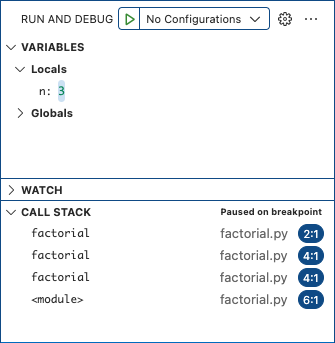 RUN AND DEBUG No Configurations ...
VARIABLES
Locals
n: 3
Globals
WATCH
CALL STACK Paused on breakpoint
factorial factorial.py 2:1
factorial factorial.py 4:1
factorial factorial.py 4:1
<module> factorial.py 6:1